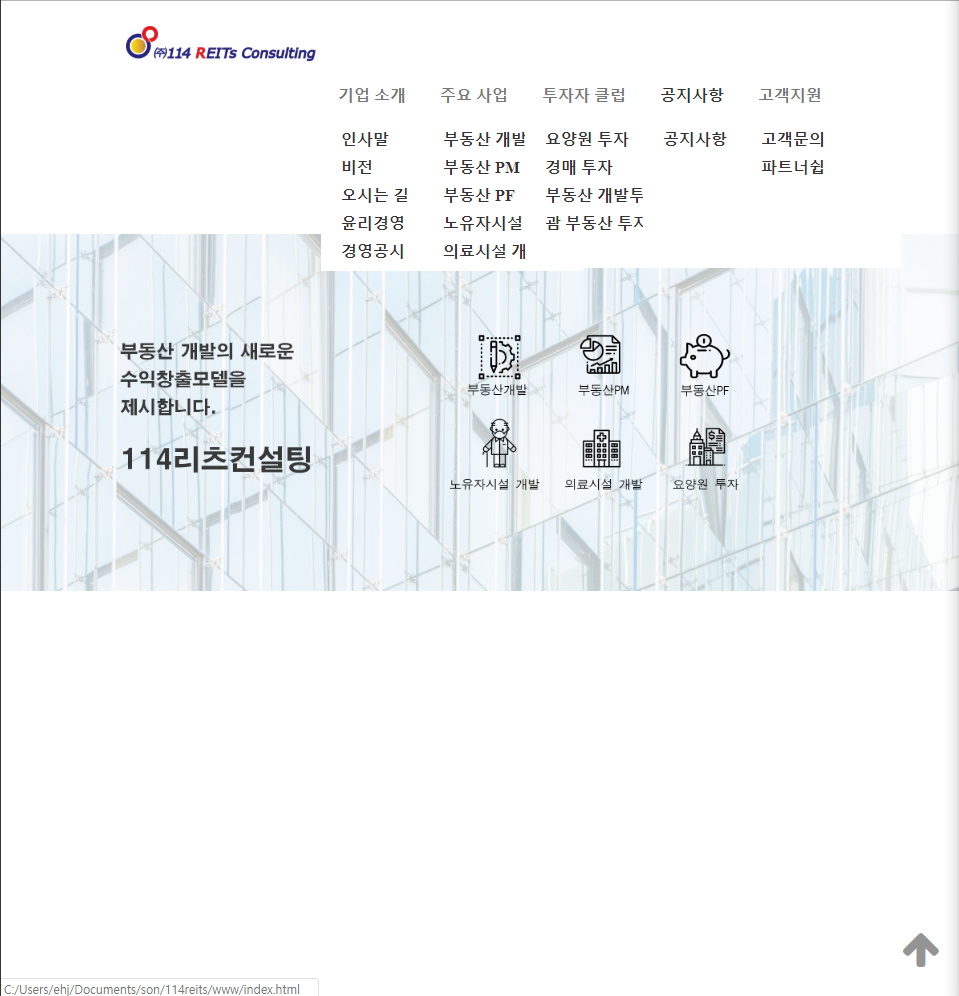 ㈜114 REITs Consulting
기업 소개 주요 사업 투자자 클럽 공지사항 고객지원
인사말 부동산 개발 요양원 투자 공지사항 고객문의
비전 부동산 PM 경매 투자 파트너쉽
오시는 길 부동산 PF 부동산 개발투
윤리경영 노유자시설 괌 부동산 투자
경영공시 의료시설 개
부동산 개발의 새로운
수익창출모델을
제시합니다.
114리츠컨설팅
부동산개발 부동산PM 부동산PF
노유자시설 개발 의료시설 개발 요양원 투자
C:/Users/ehj/Documents/son/114reits/www/index.html